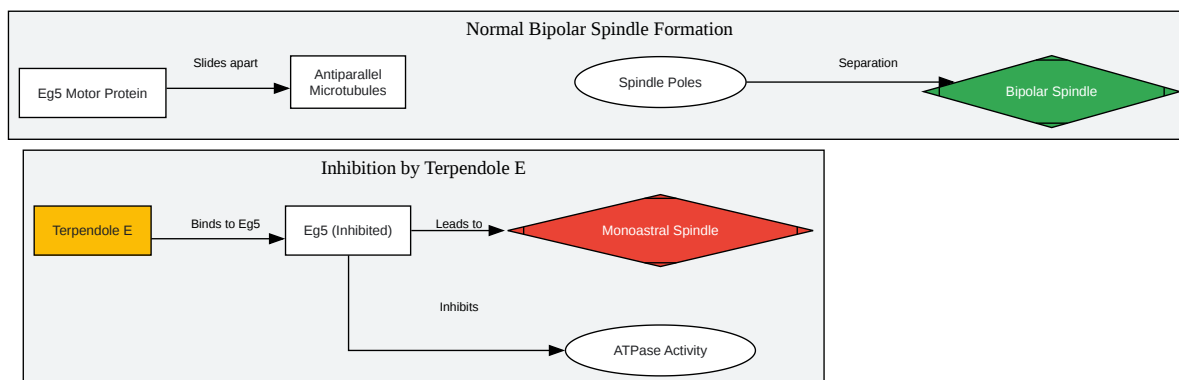 Normal Bipolar Spindle Formation
Eg5 Motor Protein
Slides apart
Antiparallel
Microtubules
Spindle Poles
Separation
Bipolar Spindle
Inhibition by Terpendole E
Terpendole E
Binds to Eg5
Eg5 (Inhibited)
Leads to
Monoastral Spindle
Inhibits
ATPase Activity